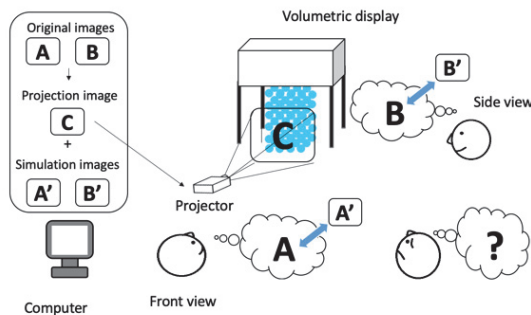 Original images
A B
Projection image
C
+
Simulation images
A’ B’
Computer
Volumetric display
C
Projector
B
B’
Side view
A
A’
Front view
?